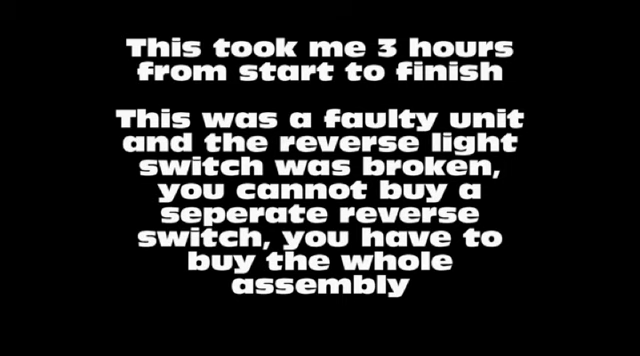 This took me 3 hours
from start to finish
This was a faulty unit
and the reverse light
switch was broken,
you cannot buy a
seperate reverse
switch, you have to
buy the whole
assembly